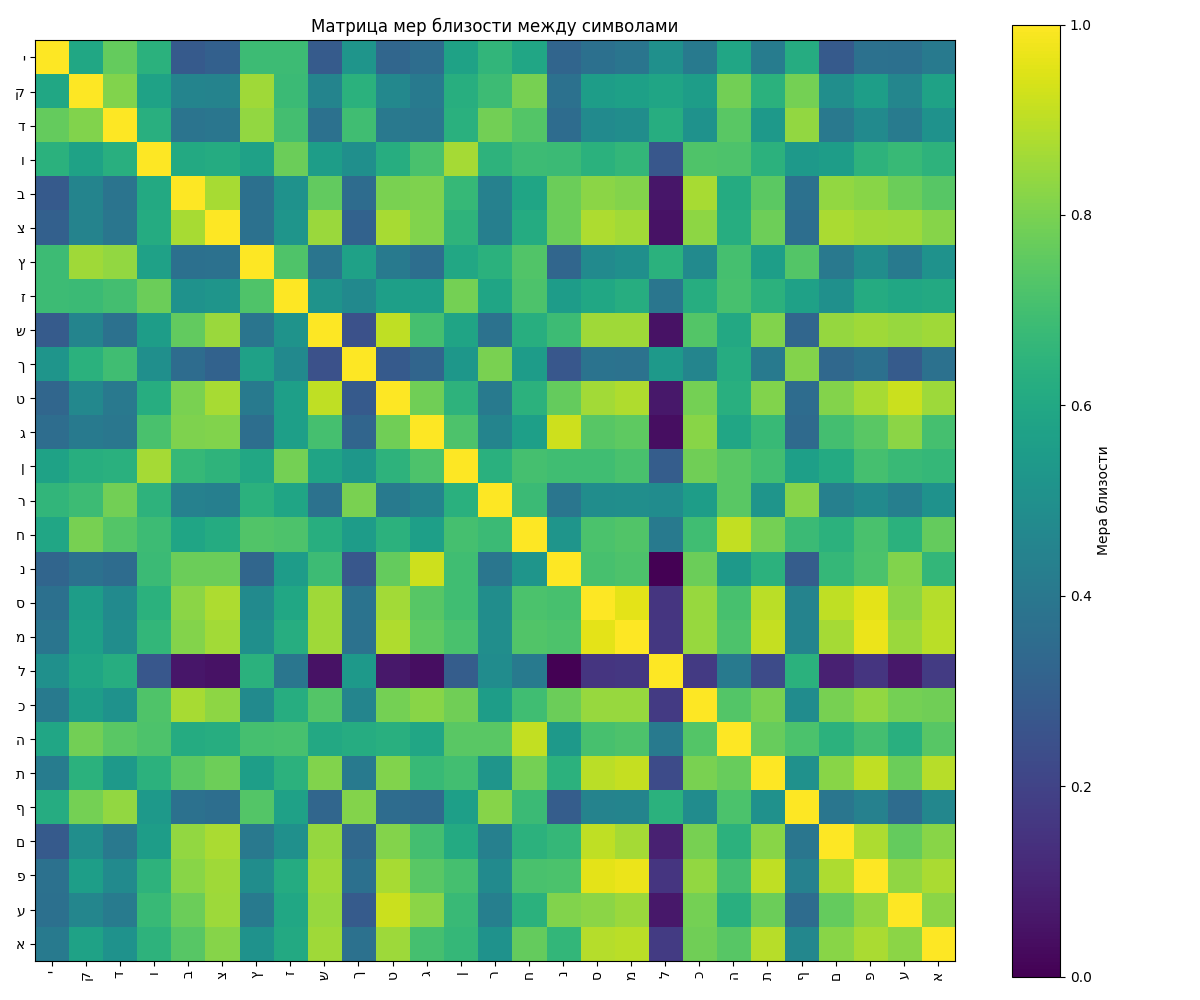 Матрица мер близости между символами
י
ק
ד
ו
ב
צ
ץ
ז
ש
ך
ט
ג
ן
ר
ח
נ
ס
מ
ל
כ
ה
ת
ף
ם
פ
ע
א
י ק ד ו ב צ ץ ז ש ך ט ג ן ר ח נ ס מ ל כ ה ת ף ם פ ע א
1.0
0.8
0.6
0.4
0.2
0.0
Мера близости